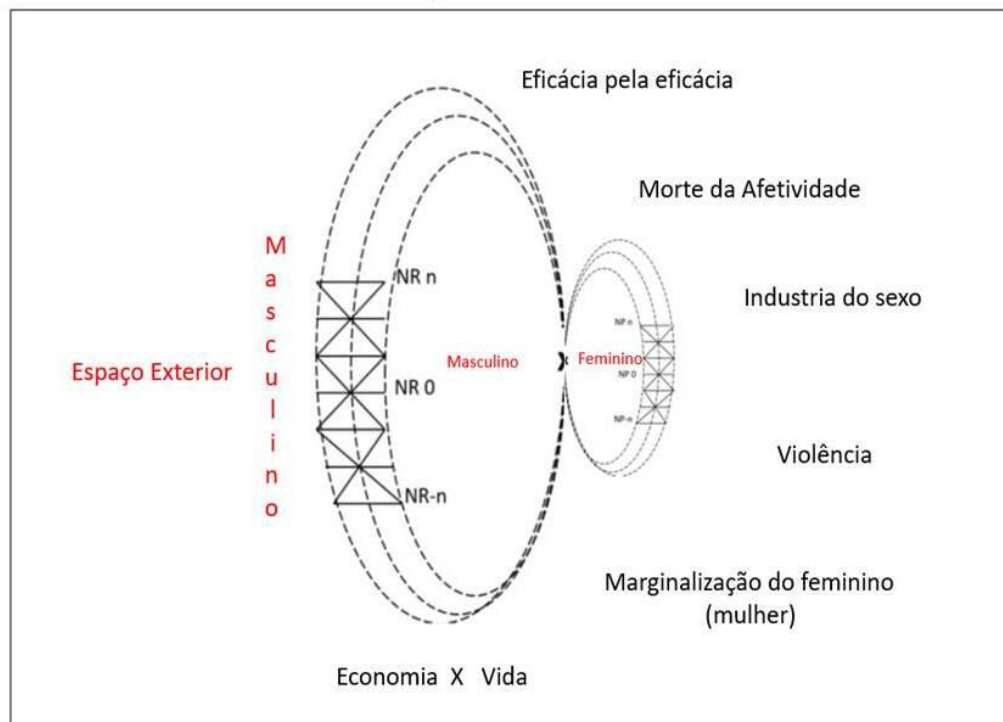 Eficácia pela eficácia
Morte da Afetividade
Masculino
NR n
Industria do sexo
NP n
Masculino
Feminino
Espaço Exterior
NP 0
NR 0
NP-n
Violência
NR-n
Marginalização do feminino
(mulher)
Economia X Vida